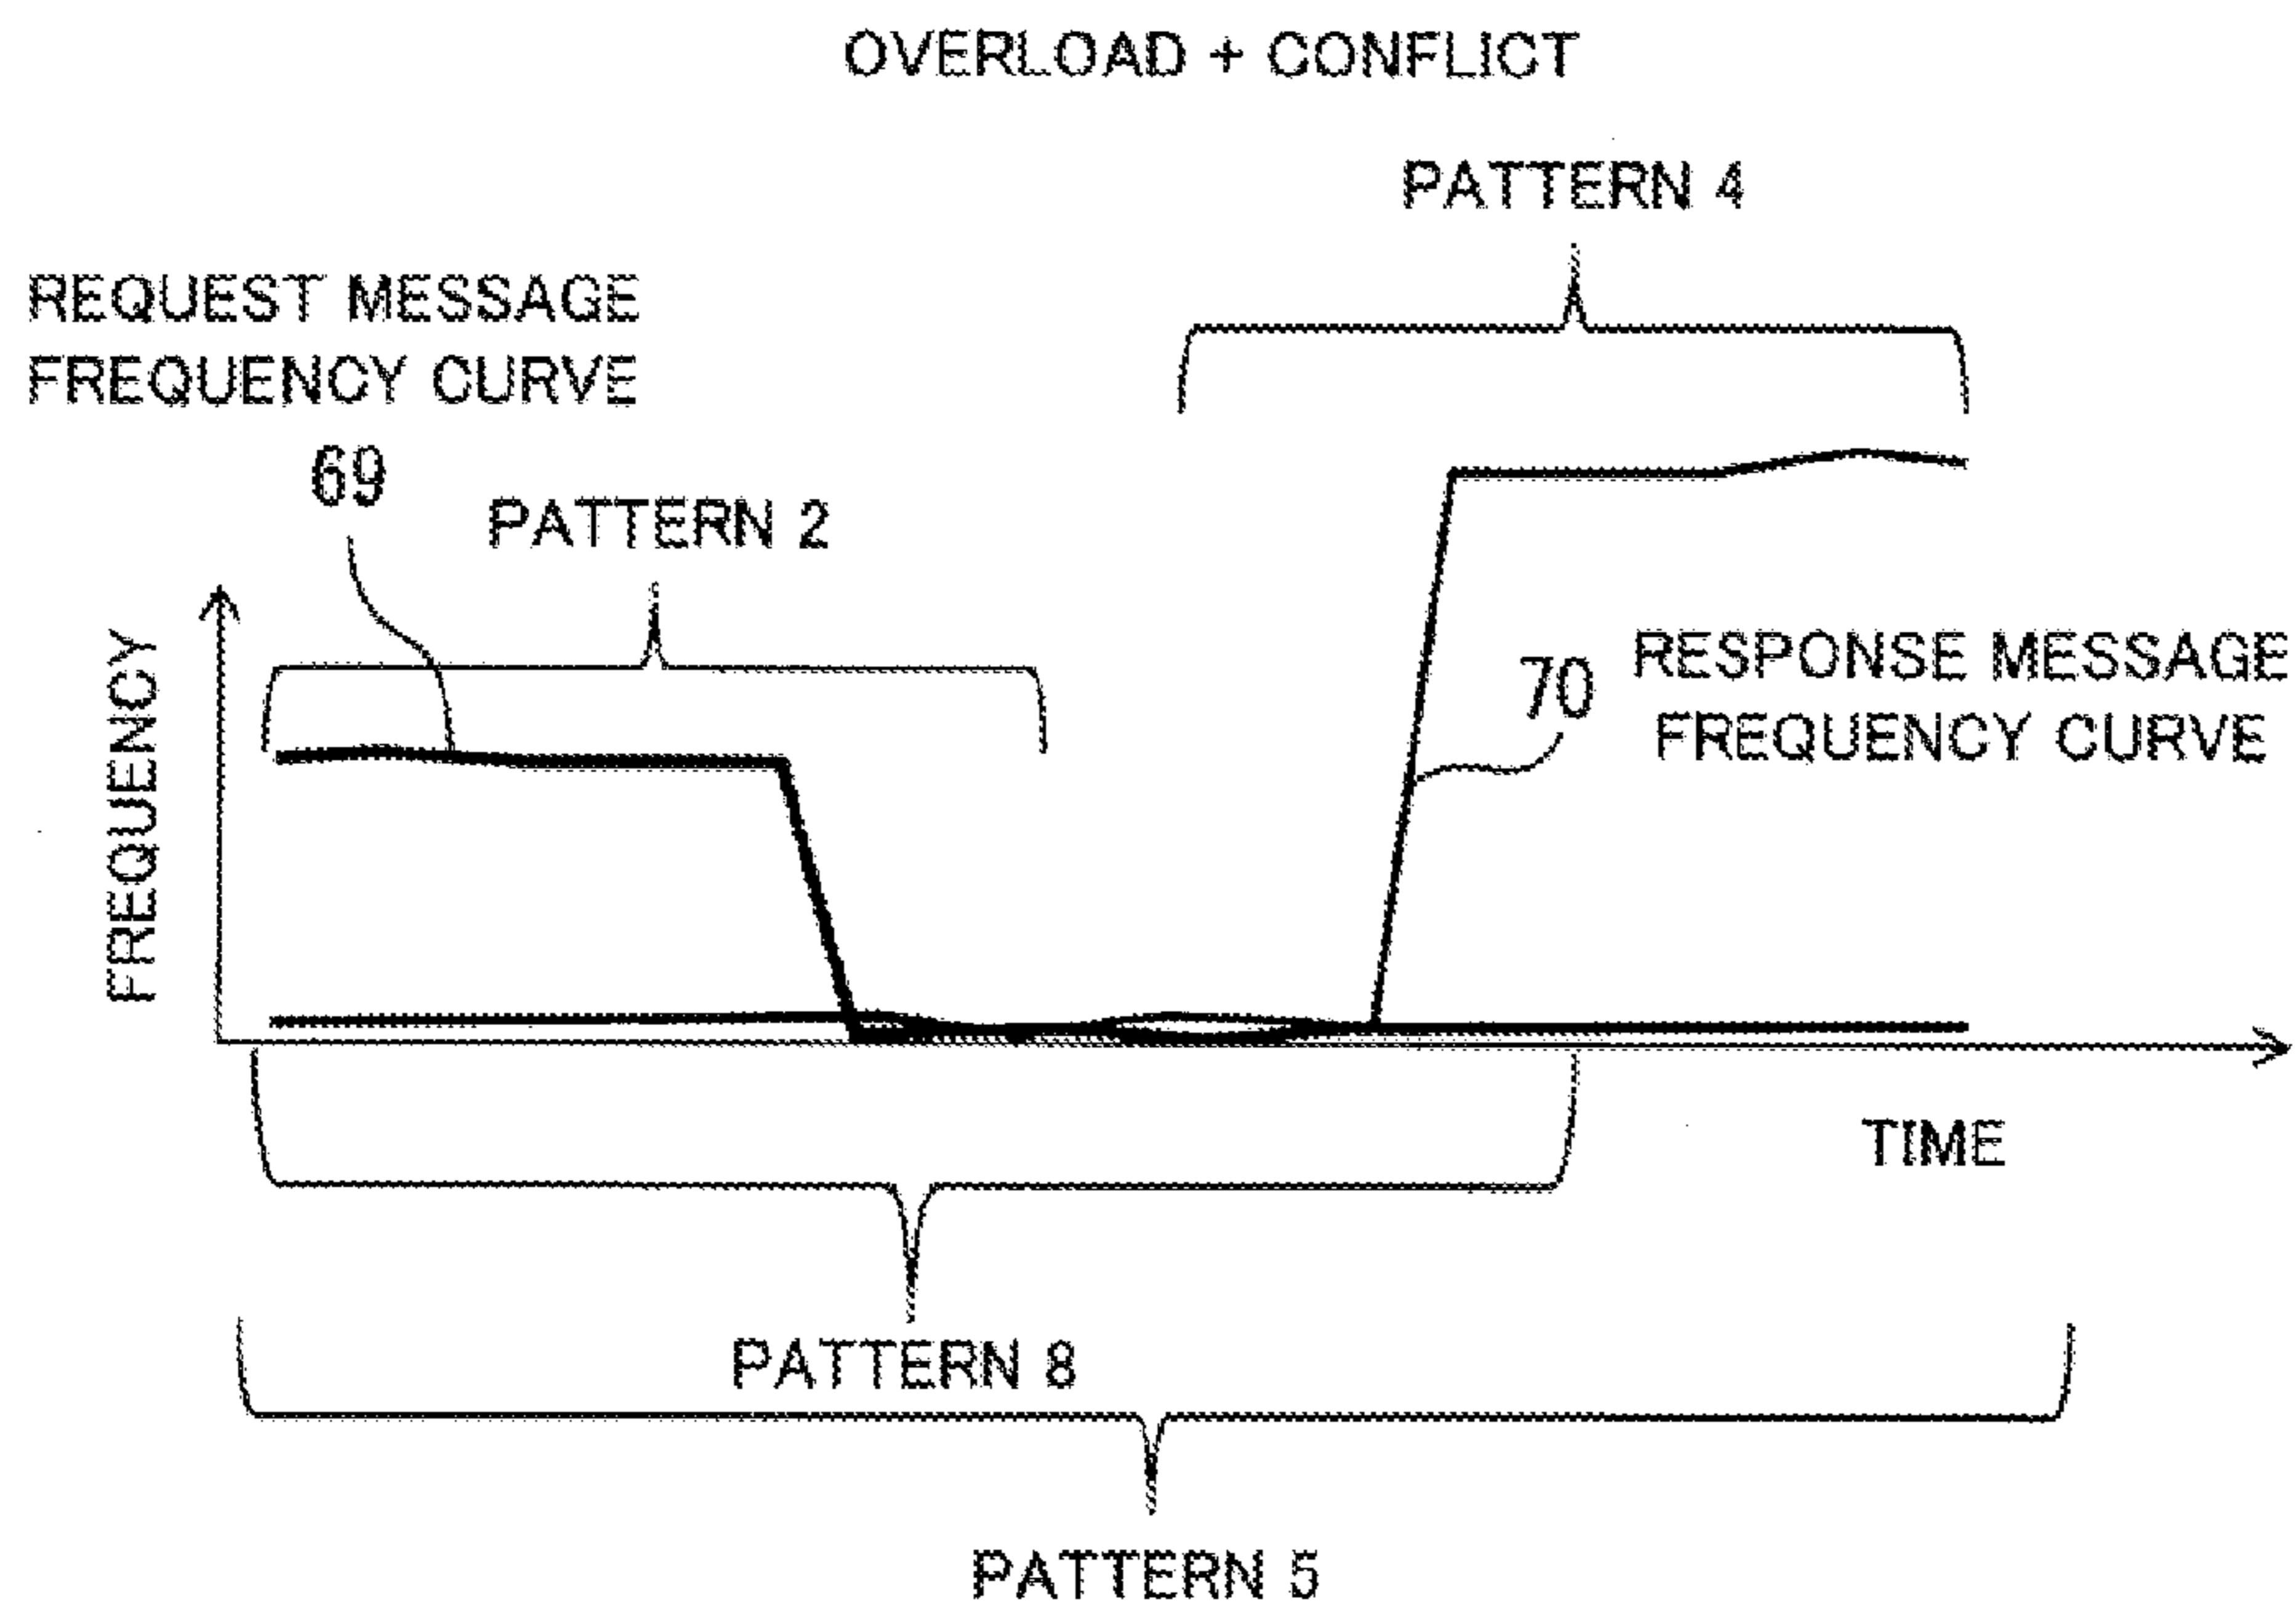 OVERLOAD + CONFLICT
PATTERN 4
REQUEST MESSAGE
FREQUENCY CURVE
69
PATTERN 2
FREQUENCY
70
RESPONSE MESSAGE
FREQUENCY CURVE
TIME
PATTERN 8
PATTERN 5